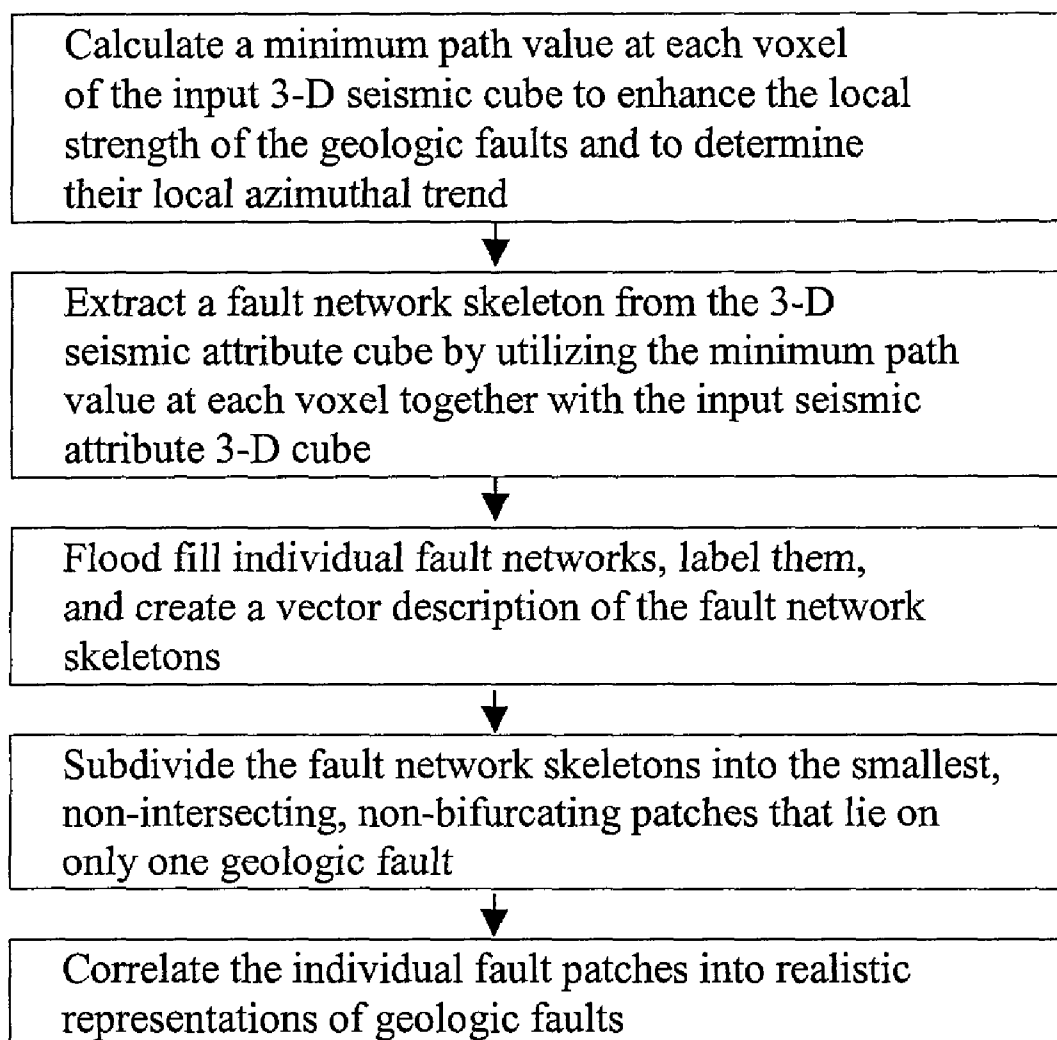 Calculate a minimum path value at each voxel
of the input 3-D seismic cube to enhance the local
strength of the geologic faults and to determine
their local azimuthal trend
Extract a fault network skeleton from the 3-D
seismic attribute cube by utilizing the minimum path
value at each voxel together with the input seismic
attribute 3-D cube
Flood fill individual fault networks, label them,
and create a vector description of the fault network
skeletons
Subdivide the fault network skeletons into the smallest,
non-intersecting, non-bifurcating patches that lie on
only one geologic fault
Correlate the individual fault patches into realistic
representations of geologic faults